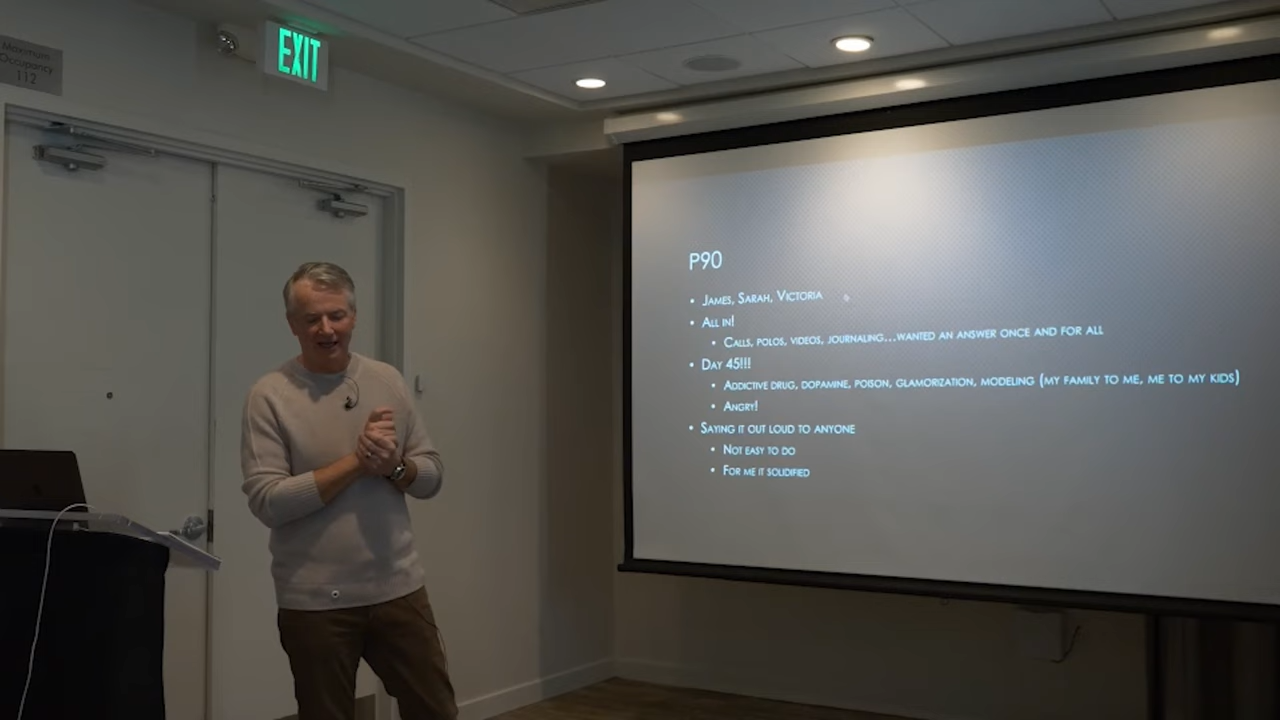 Maximum
Occupancy
112
EXIT
P90
• James, Sarah, Victoria
• All in!
• Calls, polos, videos, journaling...wanted an answer once and for all
• Day 45!!!
• Addictive drug, dopamine, poison, glamorization, modeling (my family to me, me to my kids)
• Angry!
• Saying it out loud to anyone
• Not easy to do
• For me it solidified